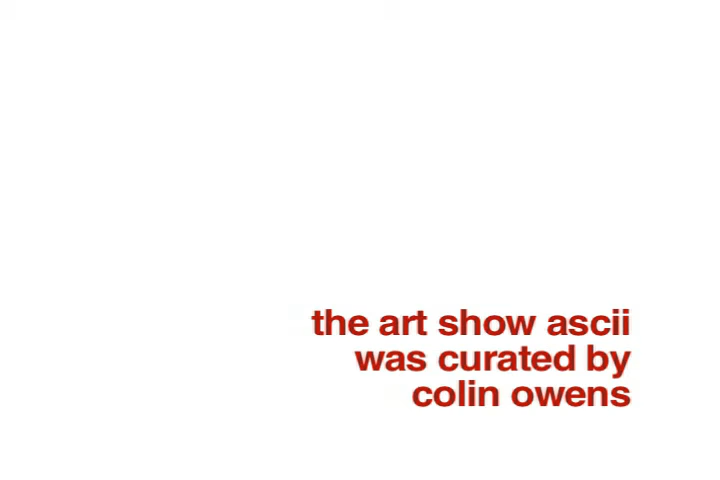 the art show ascii
was curated by
colin owens